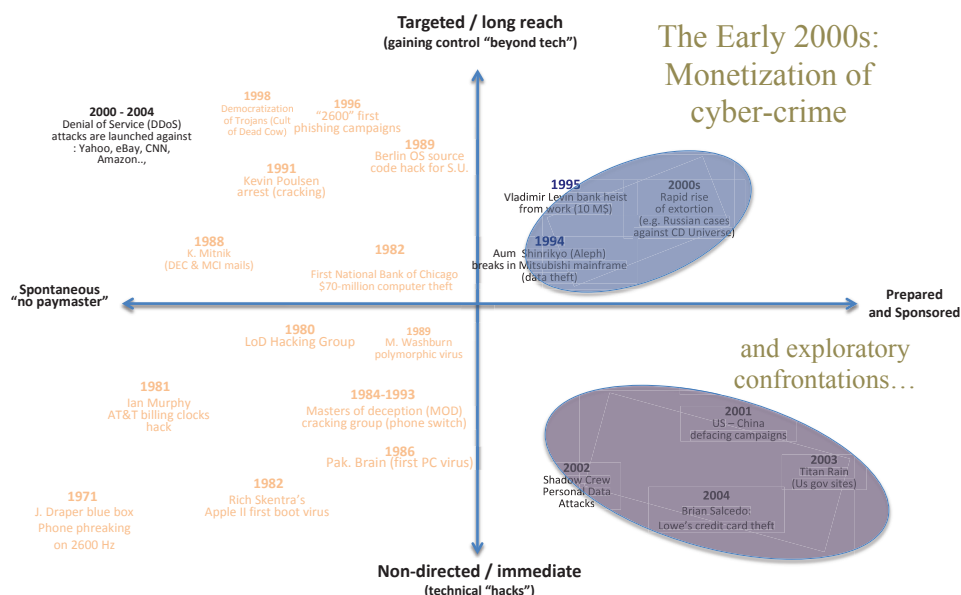 Targeted / long reach
(gaining control “beyond tech”)
The Early 2000s:
Monetization of
cyber-crime
2000 - 2004
Denial of Service (DDoS)
attacks are launched against
: Yahoo, eBay, CNN,
Amazon..,
1998
Democratization
of Trojans (Cult
of Dead Cow)
1996
“2600” first
phishing campaigns
1989
Berlin OS source
code hack for S.U.
1991
Kevin Poulsen
arrest (cracking)
1995
Vladimir Levin bank heist
from work (10 M$)
2000s
Rapid rise
of extortion
(e.g. Russian cases
against CD Universe)
1988
K. Mitnik
(DEC & MCI mails)
1982
First National Bank of Chicago
$70-million computer theft
1994
Aum Shinrikyo (Aleph)
breaks in Mitsubishi mainframe
(data theft)
Spontaneous
“no paymaster”
Prepared
and Sponsored
1980
LoD Hacking Group
1989
M. Washburn
polymorphic virus
and exploratory
confrontations…
1981
Ian Murphy
AT&T billing clocks
hack
1984-1993
Masters of deception (MOD)
cracking group (phone switch)
2001
US – China
defacing campaigns
1986
Pak. Brain (first PC virus)
2002
Shadow Crew
Personal Data
Attacks
2003
Titan Rain
(Us gov sites)
1982
Rich Skentra’s
Apple II first boot virus
2004
Brian Salcedo:
Lowe’s credit card theft
1971
J. Draper blue box
Phone phreaking
on 2600 Hz
Non-directed / immediate
(technical “hacks”)